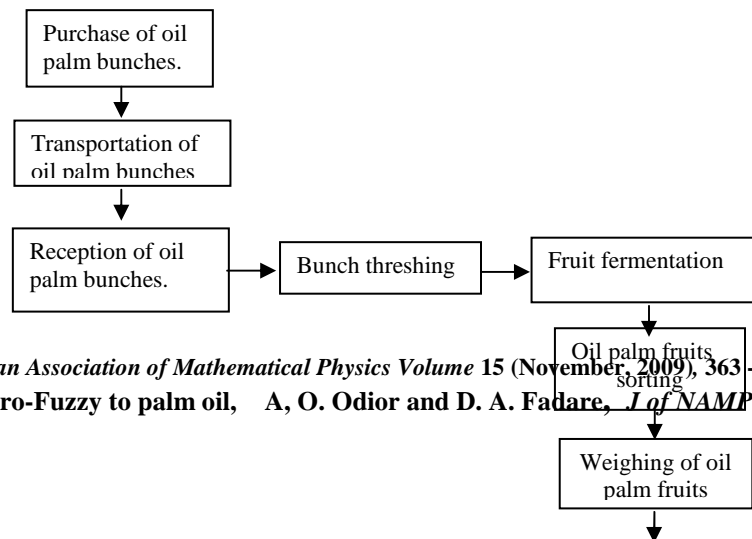 Purchase of oil
palm bunches.
Transportation of
oil palm bunches
Reception of oil
palm bunches.
Bunch threshing
Fruit fermentation
Oil palm fruits
sorting
an Association of Mathematical Physics Volume 15 (November, 2009), 363 -
ro-Fuzzy to palm oil, A, O. Odior and D. A. Fadare, J of NAMP
Weighing of oil
palm fruits